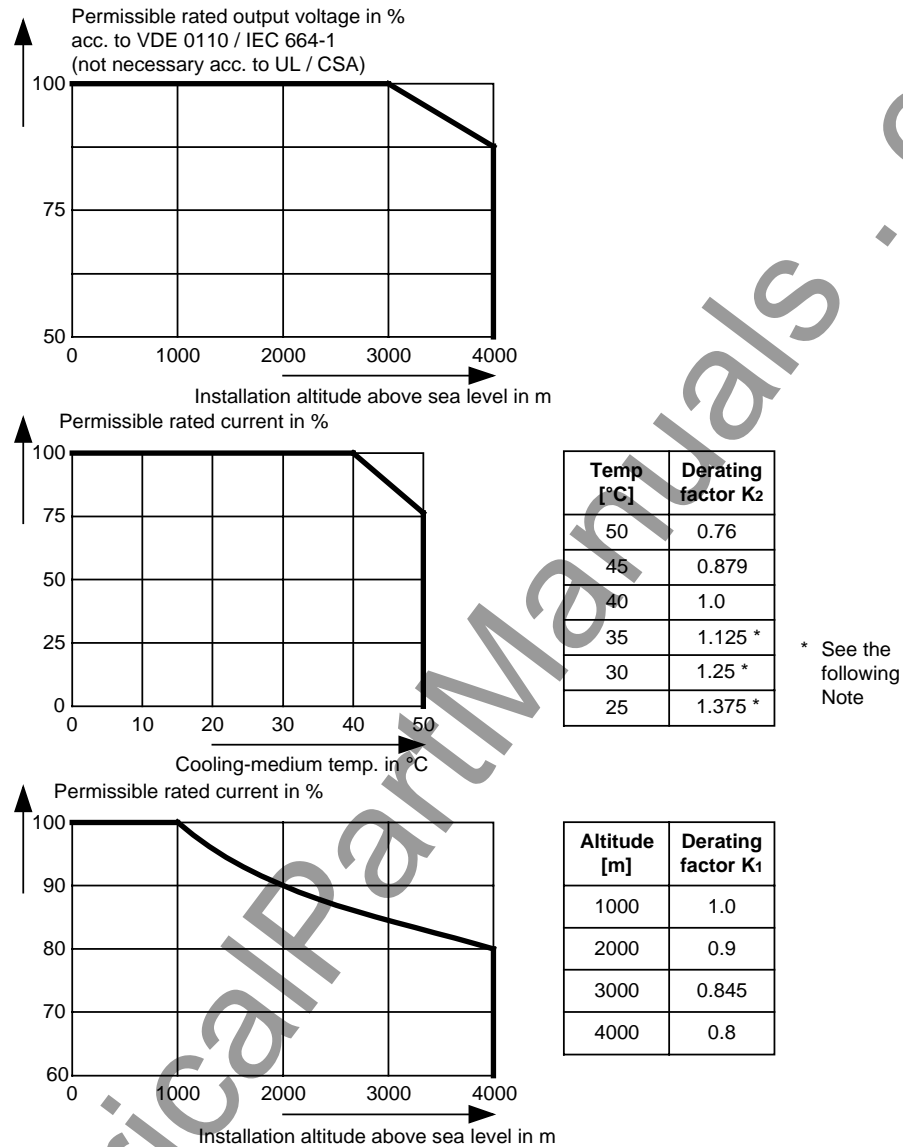 Permissible rated output voltage in %
acc. to VDE 0110 / IEC 664-1
(not necessary acc. to UL / CSA)
100
75
50
0 1000 2000 3000 4000
Installation altitude above sea level in m
Permissible rated current in %
100
75
50
25
0
0 10 20 30 40 50
Cooling-medium temp. in °C
Temp [°C] Derating factor K2
50 0.76
45 0.879
40 1.0
35 1.125 *
30 1.25 *
25 1.375 *
* See the
following
Note
Permissible rated current in %
100
90
80
70
60
0 1000 2000 3000 4000
Installation altitude above sea level in m
Altitude [m] Derating factor K1
1000 1.0
2000 0.9
3000 0.845
4000 0.8
icalPartManuals .